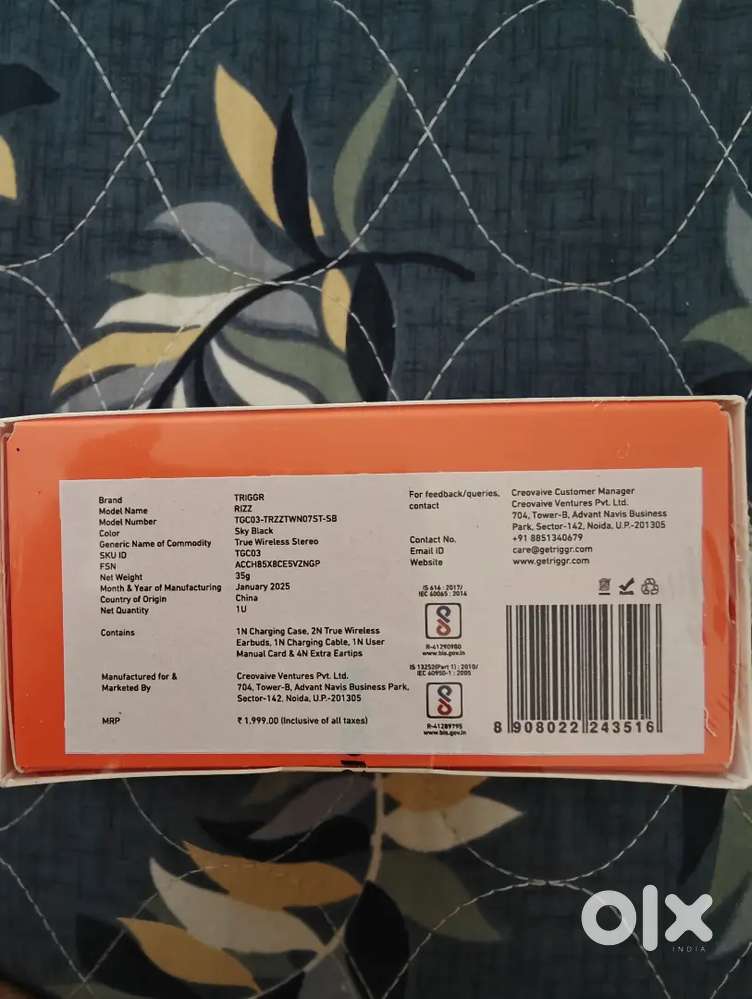 Brand TRIGGR
Model Name RIZZ
Model Number TGC03-TRZZTWN07ST-SB
Color Sky Black
Generic Name of Commodity True Wireless Stereo
SKU ID TGC03
FSN ACCH85X8CE5VZNGP
Net Weight 35g
Month & Year of Manufacturing January 2025
Country of Origin China
Net Quantity 1U
Contains 1N Charging Case, 2N True Wireless
Earbuds, 1N Charging Cable, 1N User
Manual Card & 4N Extra Eartips
Manufactured for & Creovaive Ventures Pvt. Ltd.
Marketed By 704, Tower-B, Advant Navis Business Park,
Sector-142, Noida, U.P.-201305
MRP ₹ 1,999.00 (Inclusive of all taxes)
For feedback/queries, Creovaive Customer Manager
contact Creovaive Ventures Pvt. Ltd.
704, Tower-B, Advant Navis Business
Park, Sector-142, Noida, U.P.-201305
Contact No. +91 8851340679
Email ID care@getriggr.com
Website www.getriggr.com
IS 616 : 2017/
IEC 60065 : 2014
R-41290980
www.bis.gov.in
IS 13252(Part 1) : 2010/
IEC 60950-1 : 2005
R-41289795
www.bis.gov.in
8 908022 243516
olx
INDIA